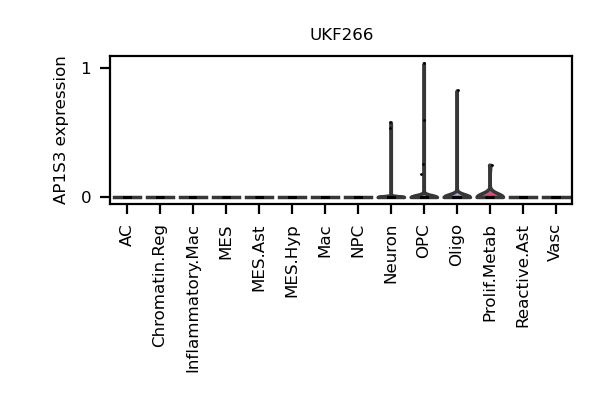 UKF266
AP1S3 expression
1
0
AC
Chromatin.Reg
Inflammatory.Mac
MES
MES.Ast
MES.Hyp
Mac
NPC
Neuron
OPC
Oligo
Prolif.Metab
Reactive.Ast
Vasc